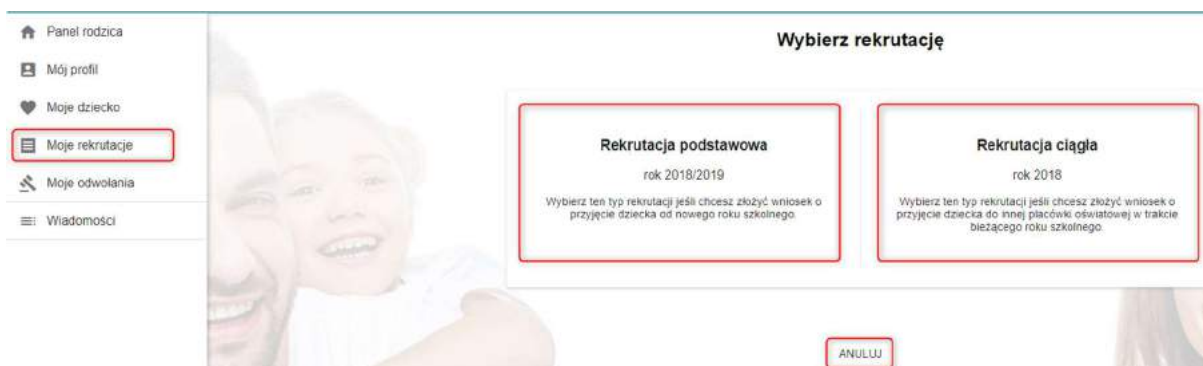 Panel rodzica
Mój profil
Moje dziecko
Moje rekrutacje
Moje odwołania
Wiadomości
Wybierz rekrutację
Rekrutacja podstawowa
rok 2018/2019
Wybierz ten typ rekrutacji jeśli chcesz złożyć wniosek o
przyjęcie dziecka od nowego roku szkolnego.
Rekrutacja ciągła
rok 2018
Wybierz ten typ rekrutacji jeśli chcesz złożyć wniosek o
przyjęcie dziecka do innej placówki oświatowej w trakcie
bieżącego roku szkolnego.
ANULUJ